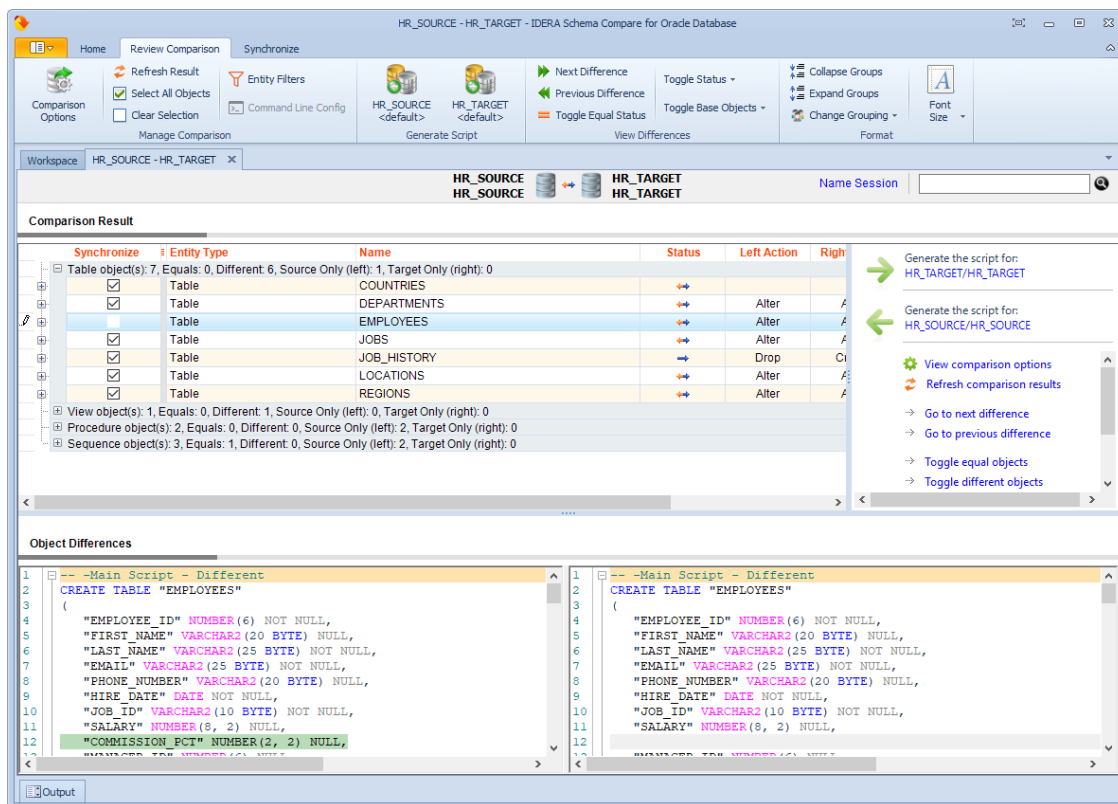 HR_SOURCE - HR_TARGET - IDERA Schema Compare for Oracle Database
Home Review Comparison Synchronize
Comparison Options
Refresh Result
Select All Objects
Clear Selection
Entity Filters
Command Line Config
Manage Comparison
HR_SOURCE <default>
HR_TARGET <default>
Generate Script
Next Difference
Previous Difference
Toggle Equal Status
Toggle Status
Toggle Base Objects
View Differences
Collapse Groups
Expand Groups
Change Grouping
A
Font Size
Format
Workspace HR_SOURCE - HR_TARGET
HR_SOURCE HR_TARGET
HR_SOURCE HR_TARGET
Name Session
Comparison Result
Synchronize Entity Type Name Status Left Action Righ
Table object(s): 7, Equals: 0, Different: 6, Source Only (left): 1, Target Only (right): 0
Table COUNTRIES
Table DEPARTMENTS Alter A
Table EMPLOYEES Alter A
Table JOBS Alter A
Table JOB_HISTORY Drop Cr
Table LOCATIONS Alter A
Table REGIONS Alter A
View object(s): 1, Equals: 0, Different: 1, Source Only (left): 0, Target Only (right): 0
Procedure object(s): 2, Equals: 0, Different: 0, Source Only (left): 2, Target Only (right): 0
Sequence object(s): 3, Equals: 1, Different: 0, Source Only (left): 2, Target Only (right): 0
Generate the script for:
HR_TARGET/HR_TARGET
Generate the script for:
HR_SOURCE/HR_SOURCE
View comparison options
Refresh comparison results
Go to next difference
Go to previous difference
Toggle equal objects
Toggle different objects
Object Differences
1 -- -Main Script - Different
2 CREATE TABLE "EMPLOYEES"
3 (
4 "EMPLOYEE_ID" NUMBER(6) NOT NULL,
5 "FIRST_NAME" VARCHAR2(20 BYTE) NULL,
6 "LAST_NAME" VARCHAR2(25 BYTE) NOT NULL,
7 "EMAIL" VARCHAR2(25 BYTE) NOT NULL,
8 "PHONE_NUMBER" VARCHAR2(20 BYTE) NULL,
9 "HIRE_DATE" DATE NOT NULL,
10 "JOB_ID" VARCHAR2(10 BYTE) NOT NULL,
11 "SALARY" NUMBER(8, 2) NULL,
12 "COMMISSION_PCT" NUMBER(2, 2) NULL,
13 "MANAGER_ID" NUMBER(6) NULL,
1 -- -Main Script - Different
2 CREATE TABLE "EMPLOYEES"
3 (
4 "EMPLOYEE_ID" NUMBER(6) NOT NULL,
5 "FIRST_NAME" VARCHAR2(20 BYTE) NULL,
6 "LAST_NAME" VARCHAR2(25 BYTE) NOT NULL,
7 "EMAIL" VARCHAR2(25 BYTE) NOT NULL,
8 "PHONE_NUMBER" VARCHAR2(20 BYTE) NULL,
9 "HIRE_DATE" DATE NOT NULL,
10 "JOB_ID" VARCHAR2(10 BYTE) NOT NULL,
11 "SALARY" NUMBER(8, 2) NULL,
12
13 "MANAGER_ID" NUMBER(6) NULL,
Output